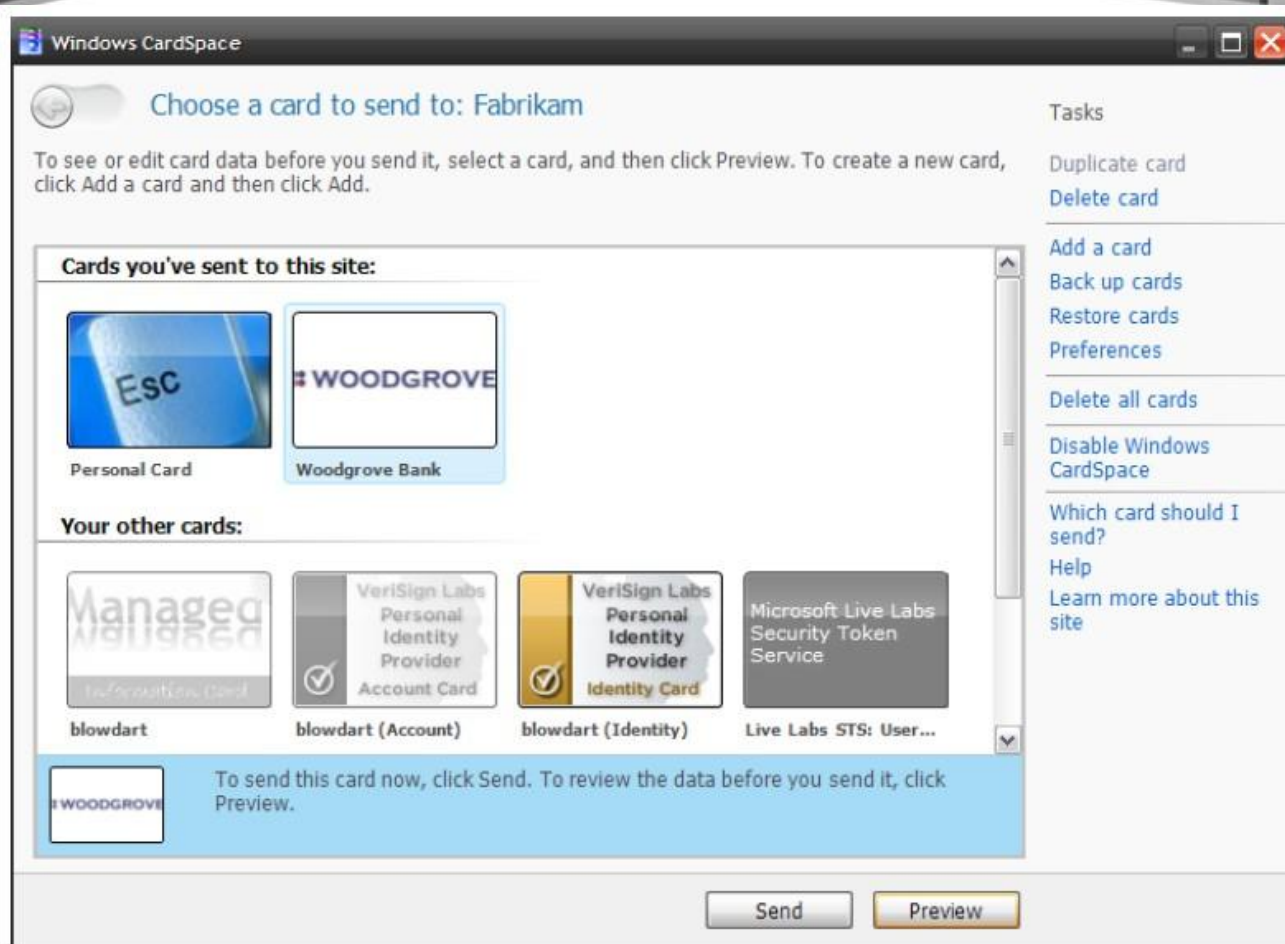 Windows CardSpace
Choose a card to send to: Fabrikam
To see or edit card data before you send it, select a card, and then click Preview. To create a new card,
click Add a card and then click Add.
Cards you've sent to this site:
Esc
WOODGROVE
Personal Card
Woodgrove Bank
Your other cards:
Managed
Information Card
VeriSign Labs
Personal
Identity
Provider
Account Card
VeriSign Labs
Personal
Identity
Provider
Identity Card
Microsoft Live Labs
Security Token
Service
blowdart
blowdart (Account)
blowdart (Identity)
Live Labs STS: User...
WOODGROVE
To send this card now, click Send. To review the data before you send it, click
Preview.
Send
Preview
Tasks
Duplicate card
Delete card
Add a card
Back up cards
Restore cards
Preferences
Delete all cards
Disable Windows
CardSpace
Which card should I
send?
Help
Learn more about this
site